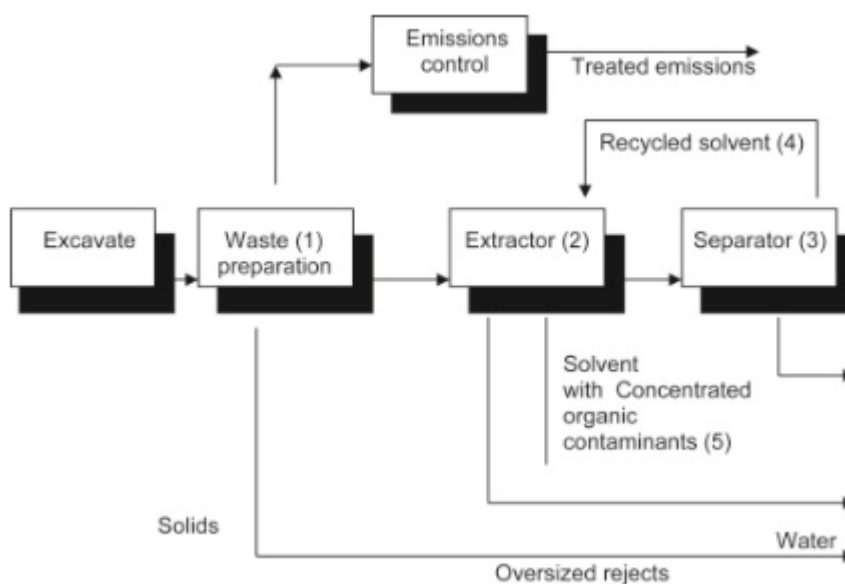 Emissions
control
Treated emissions
Recycled solvent (4)
Excavate
Waste (1)
preparation
Extractor (2)
Separator (3)
Solvent
with Concentrated
organic
contaminants (5)
Solids
Water
Oversized rejects